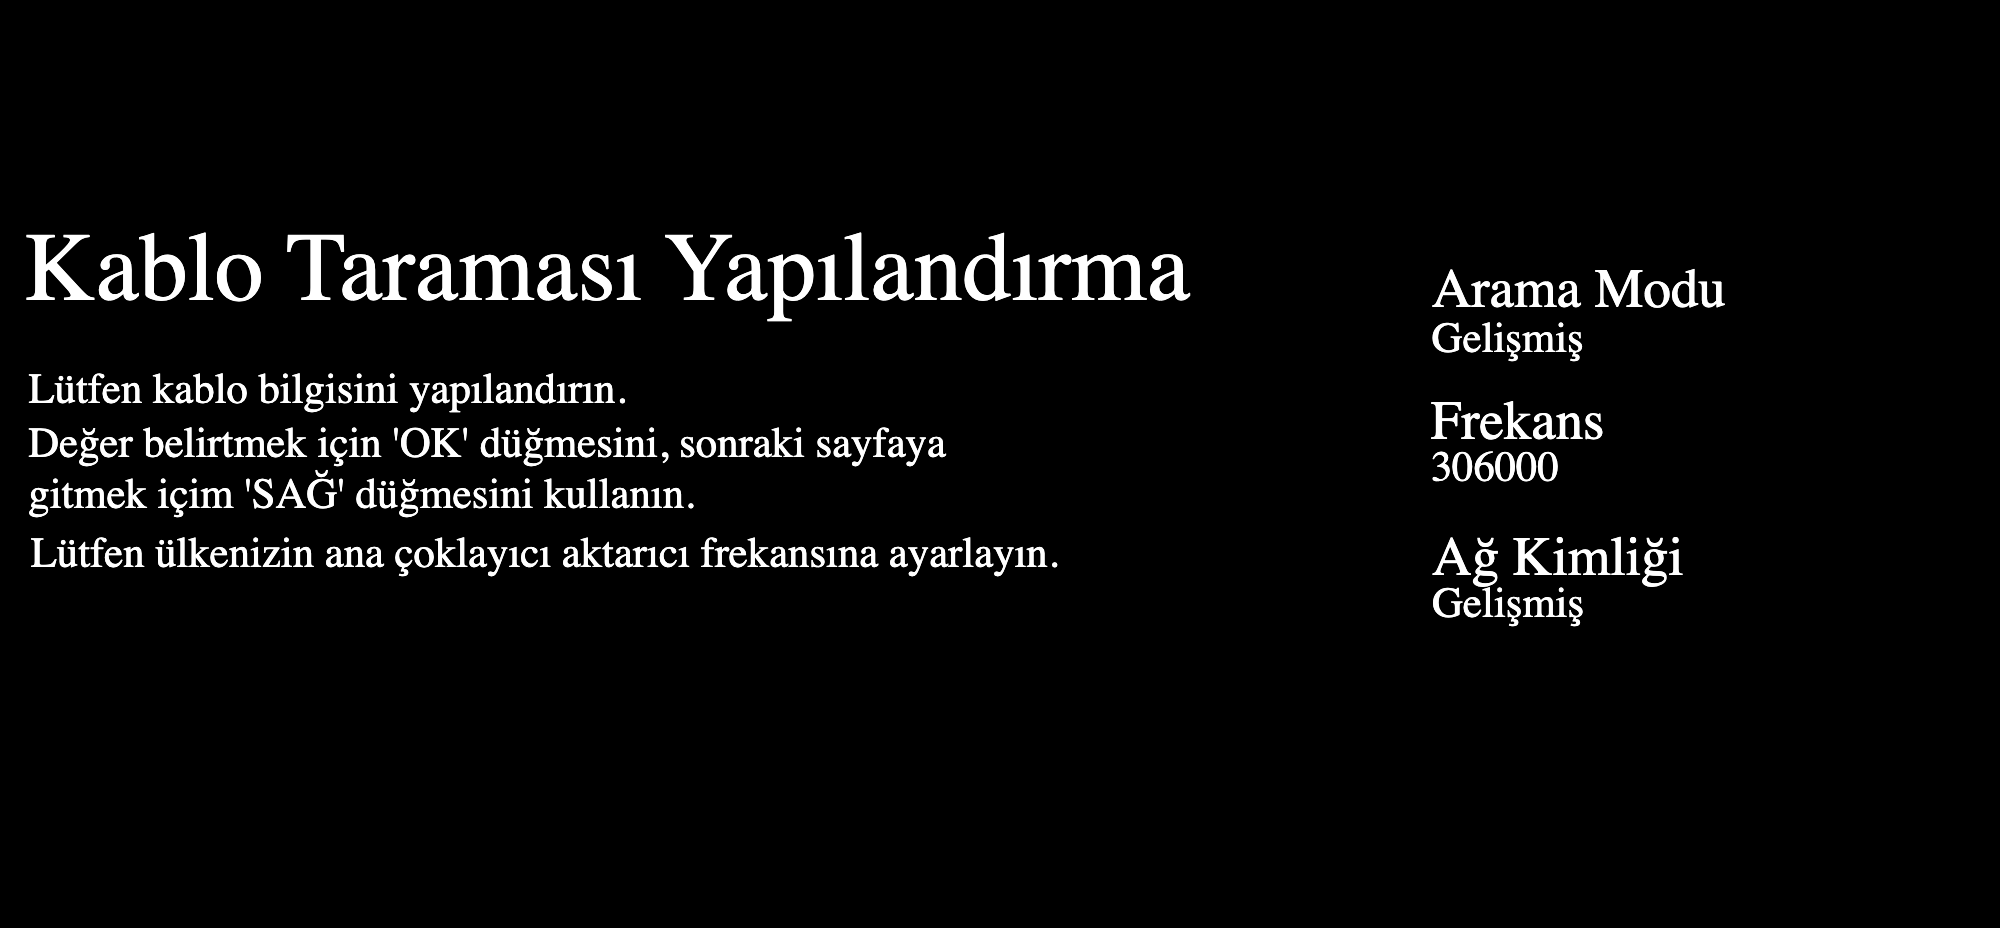 Kablo Taraması Yapılandırma
Lütfen kablo bilgisini yapılandırın.
Değer belirtmek için 'OK' düğmesini, sonraki sayfaya
gitmek içim 'SAĞ' düğmesini kullanın.
Lütfen ülkenizin ana çoklayıcı aktarıcı frekansına ayarlayın.
Arama Modu
Gelişmiş
Frekans
306000
Ağ Kimliği
Gelişmiş